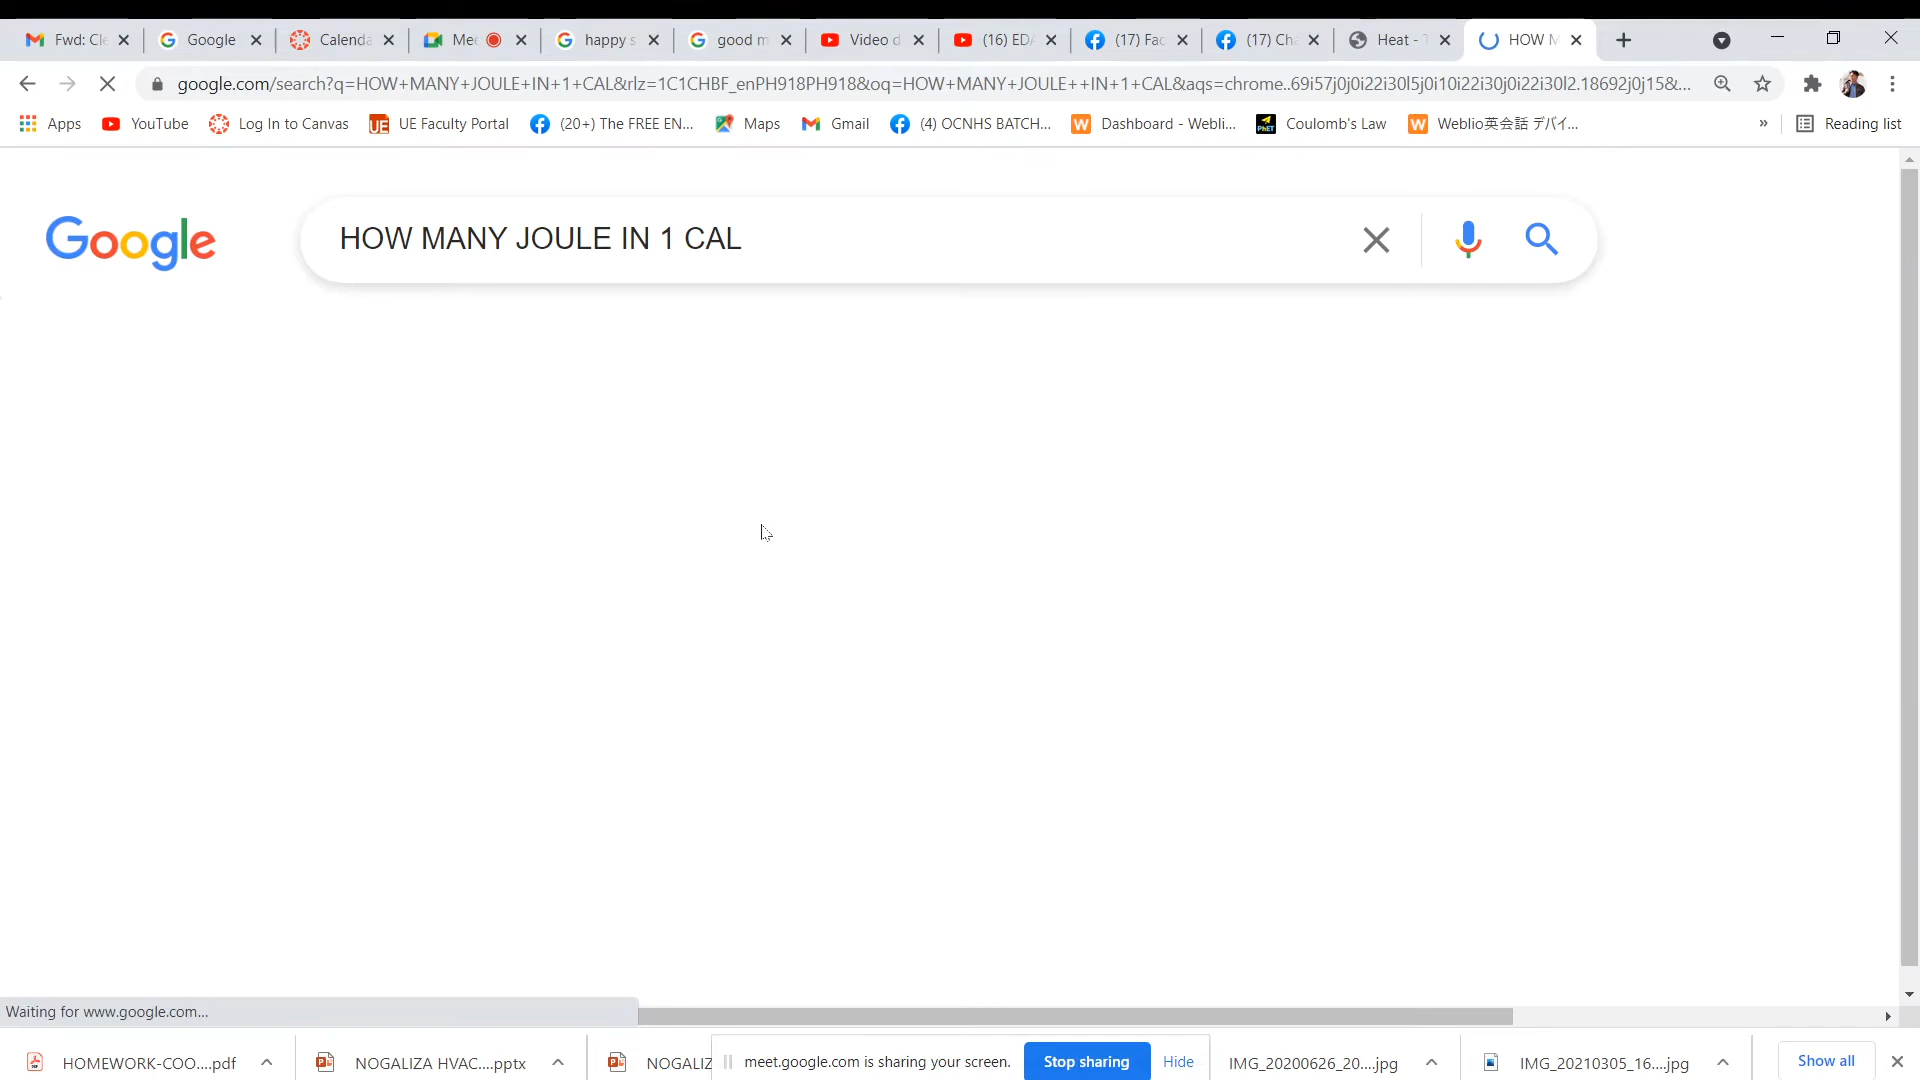 Fwd: Cle
Google
Calenda
Mee
happy s
good m
Video d
(16) EDA
(17) Fac
(17) Cha
Heat - T
HOW M
google.com/search?q=HOW+MANY+JOULE+IN+1+CAL&rlz=1C1CHBF_enPH918PH918&oq=HOW+MANY+JOULE++IN+1+CAL&aqs=chrome..69i57j0j0i22i30l5j0i10i22i30j0i22i30l2.18692j0j15&...
Apps
YouTube
Log In to Canvas
UE Faculty Portal
(20+) The FREE EN...
Maps
Gmail
(4) OCNHS BATCH...
Dashboard - Webli...
Coulomb's Law
Weblio英会話 デバイ...
»
Reading list
Google
HOW MANY JOULE IN 1 CAL
Waiting for www.google.com...
HOMEWORK-COO....pdf
NOGALIZA HVAC....pptx
NOGALIZ
meet.google.com is sharing your screen.
Stop sharing
Hide
IMG_20200626_20....jpg
IMG_20210305_16....jpg
Show all